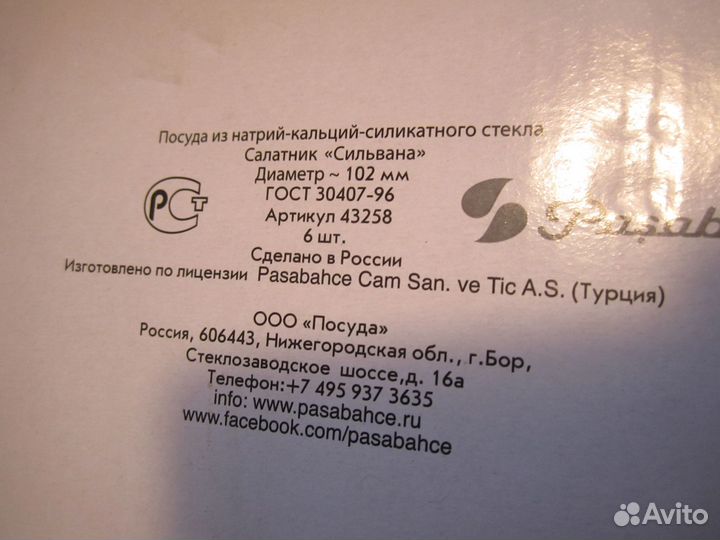 Посуда из натрий-кальций-силикатного стекла
Салатник «Сильвана»
Диаметр ~ 102 мм
ГОСТ 30407-96
Артикул 43258
6 шт.
Сделано в России
Изготовлено по лицензии Pasabahce Cam San. ve Tic A.S. (Турция)
РСТ
Paşab
ООО «Посуда»
Россия, 606443, Нижегородская обл., г.Бор,
Стеклозаводское шоссе,д. 16а
Телефон:+7 495 937 3635
info: www.pasabahce.ru
www.facebook.com/pasabahce
Avito